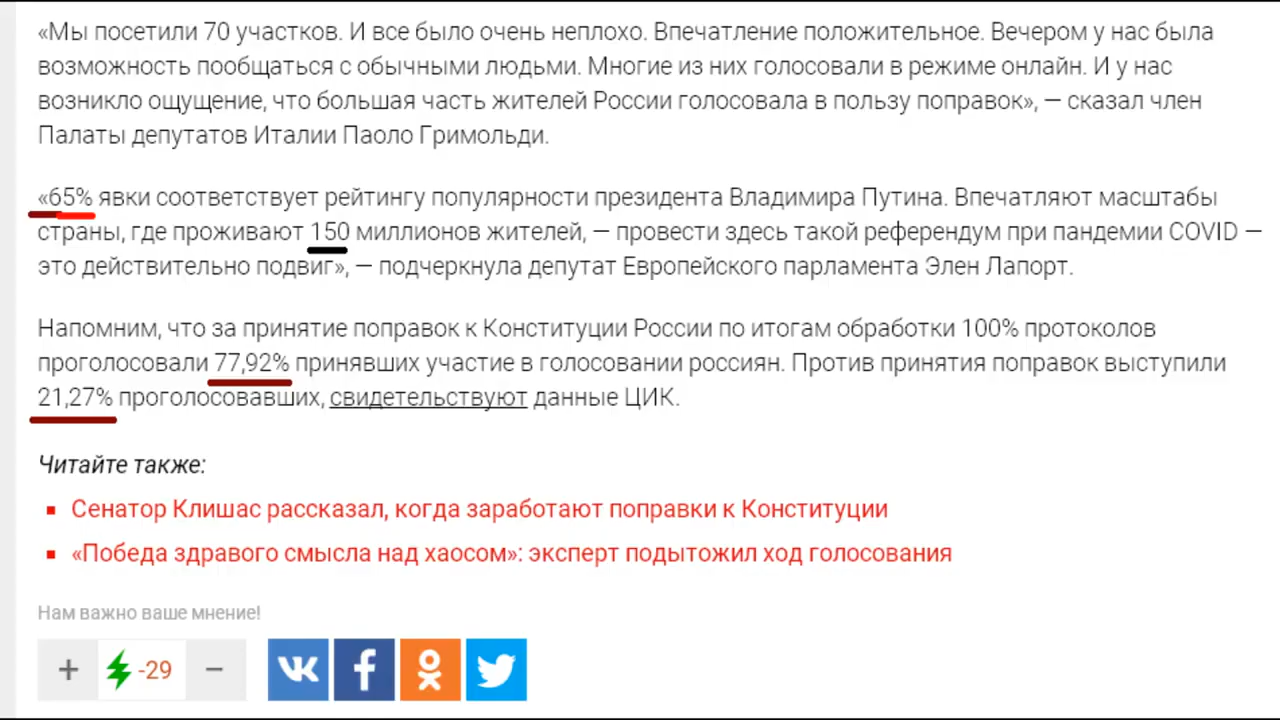 «Мы посетили 70 участков. И все было очень неплохо. Впечатление положительное. Вечером у нас была
возможность пообщаться с обычными людьми. Многие из них голосовали в режиме онлайн. И у нас
возникло ощущение, что большая часть жителей России голосовала в пользу поправок», — сказал член
Палаты депутатов Италии Паоло Гримольди.
«65% явки соответствует рейтингу популярности президента Владимира Путина. Впечатляют масштабы
страны, где проживают 150 миллионов жителей, — провести здесь такой референдум при пандемии COVID —
это действительно подвиг», — подчеркнула депутат Европейского парламента Элен Лапорт.
Напомним, что за принятие поправок к Конституции России по итогам обработки 100% протоколов
проголосовали 77,92% принявших участие в голосовании россиян. Против принятия поправок выступили
21,27% проголосовавших, свидетельствуют данные ЦИК.
Читайте также:
Сенатор Клишас рассказал, когда заработают поправки к Конституции
«Победа здравого смысла над хаосом»: эксперт подытожил ход голосования
Нам важно ваше мнение!
+ -29 −